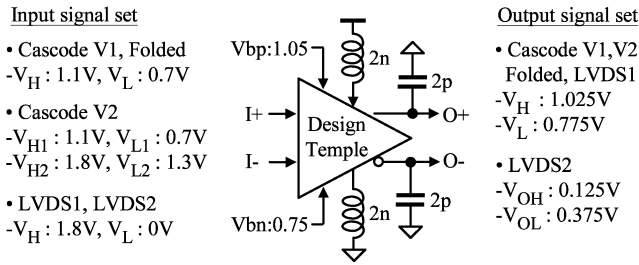 Input signal set
• Cascode V1, Folded
-VH : 1.1V, VL : 0.7V
• Cascode V2
-VH1 : 1.1V, VL1 : 0.7V
-VH2 : 1.8V, VL2 : 1.3V
• LVDS1, LVDS2
-VH : 1.8V, VL : 0V
Vbp:1.05
2n
2p
I+
O+
Design
Temple
I-
O-
Vbn:0.75
2n
2p
Output signal set
• Cascode V1,V2
Folded, LVDS1
-VH : 1.025V
-VL : 0.775V
• LVDS2
-VOH : 0.125V
-VOL : 0.375V